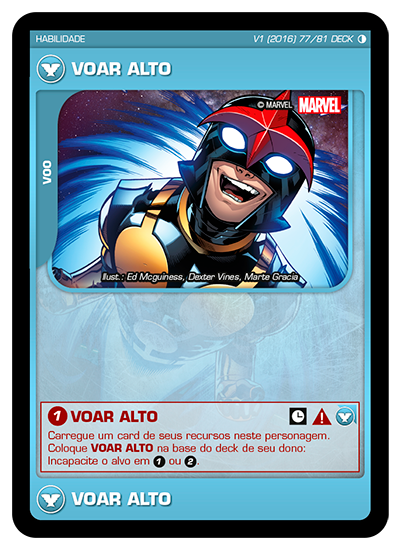 HABILIDADE
V1 (2016) 77/81 DECK
VOAR ALTO
© MARVEL MARVEL
VOO
Ilust.: Ed Mcguiness, Dexter Vines, Marte Gracia
1 VOAR ALTO
Carregue um card de seus recursos neste personagem.
Coloque VOAR ALTO na base do deck de seu dono:
Incapacite o alvo em 1 ou 2.
VOAR ALTO